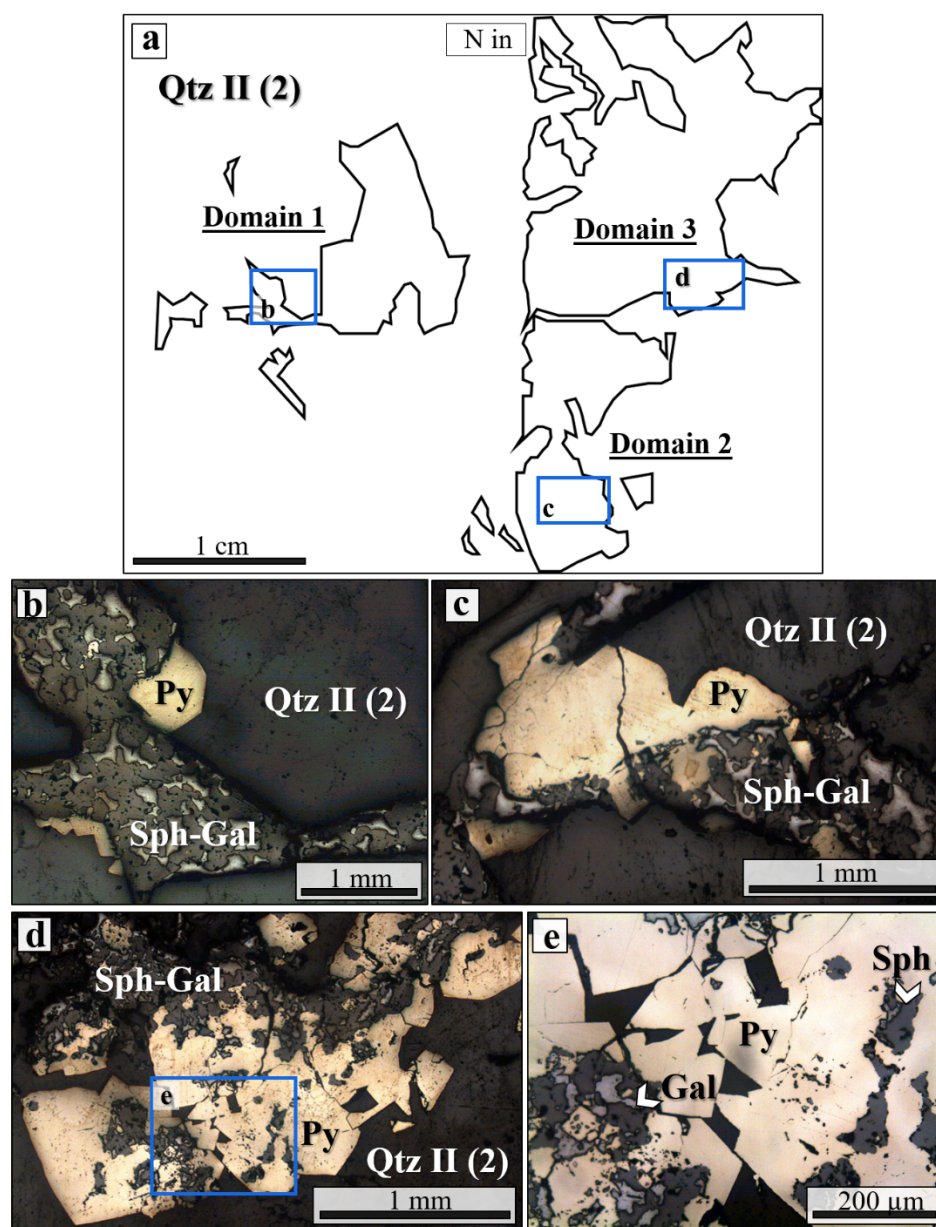 a
N in
Qtz II (2)
Domain 1
Domain 3
d
b
Domain 2
c
1 cm
b
Py
Qtz II (2)
Sph-Gal
1 mm
c
Qtz II (2)
Py
Sph-Gal
1 mm
d
Sph-Gal
e
Py
Qtz II (2)
1 mm
e
Sph
Py
Gal
200 µm